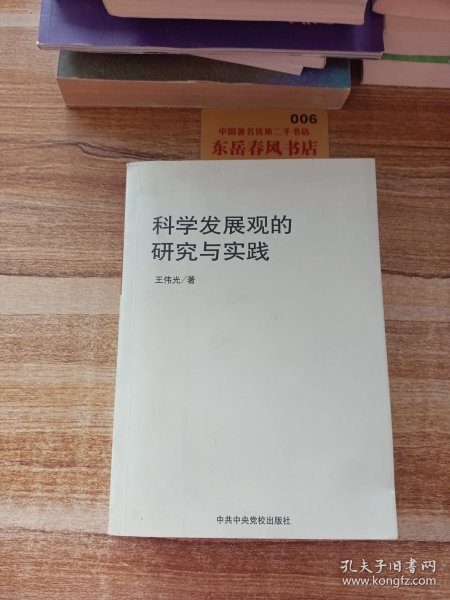 006
中国著名优质二手书店
东岳春风书店
科学发展观的
研究与实践
王伟光/著
中共中央党校出版社
孔夫子旧书网
www.kongfz.com